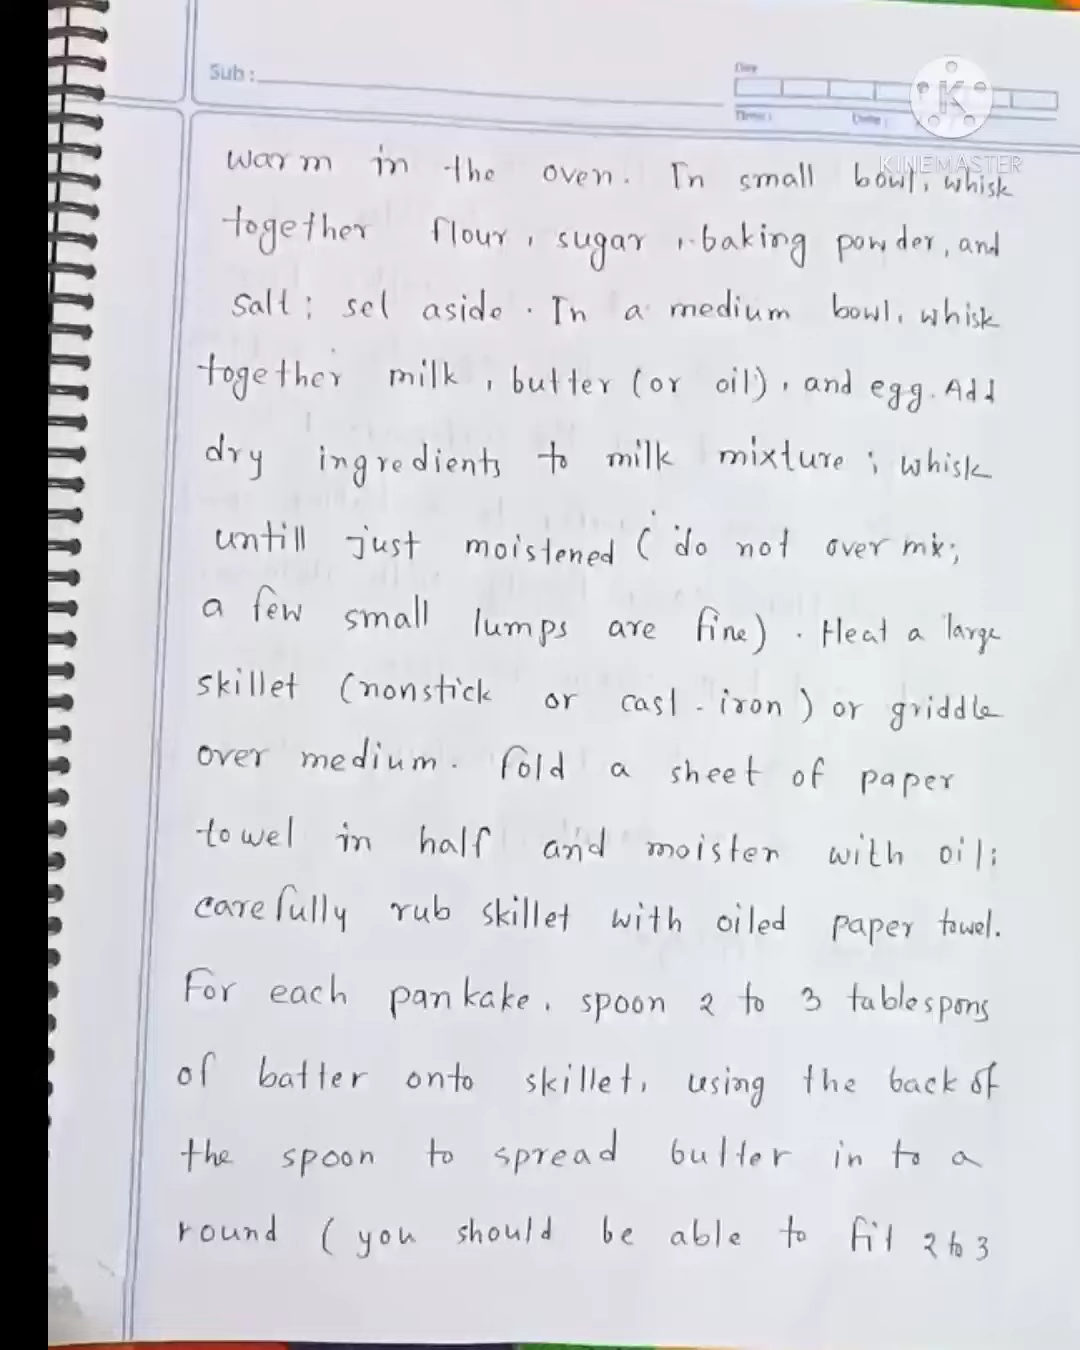 Sub:
Day
Time: Date:
KINEMASTER
warm in the oven. In small bowl, whisk
together flour, sugar, baking powder, and
salt; set aside. In a medium bowl, whisk
together milk, butter (or oil), and egg. Add
dry ingredients to milk mixture; whisk
untill just moistened (do not over mix;
a few small lumps are fine). Heat a large
skillet (nonstick or cast-iron) or griddle
over medium. Fold a sheet of paper
towel in half and moisten with oil;
carefully rub skillet with oiled paper towel.
For each pankake, spoon 2 to 3 tablespons
of batter onto skillet, using the back of
the spoon to spread butter in to a
round (you should be able to fit 2 to 3